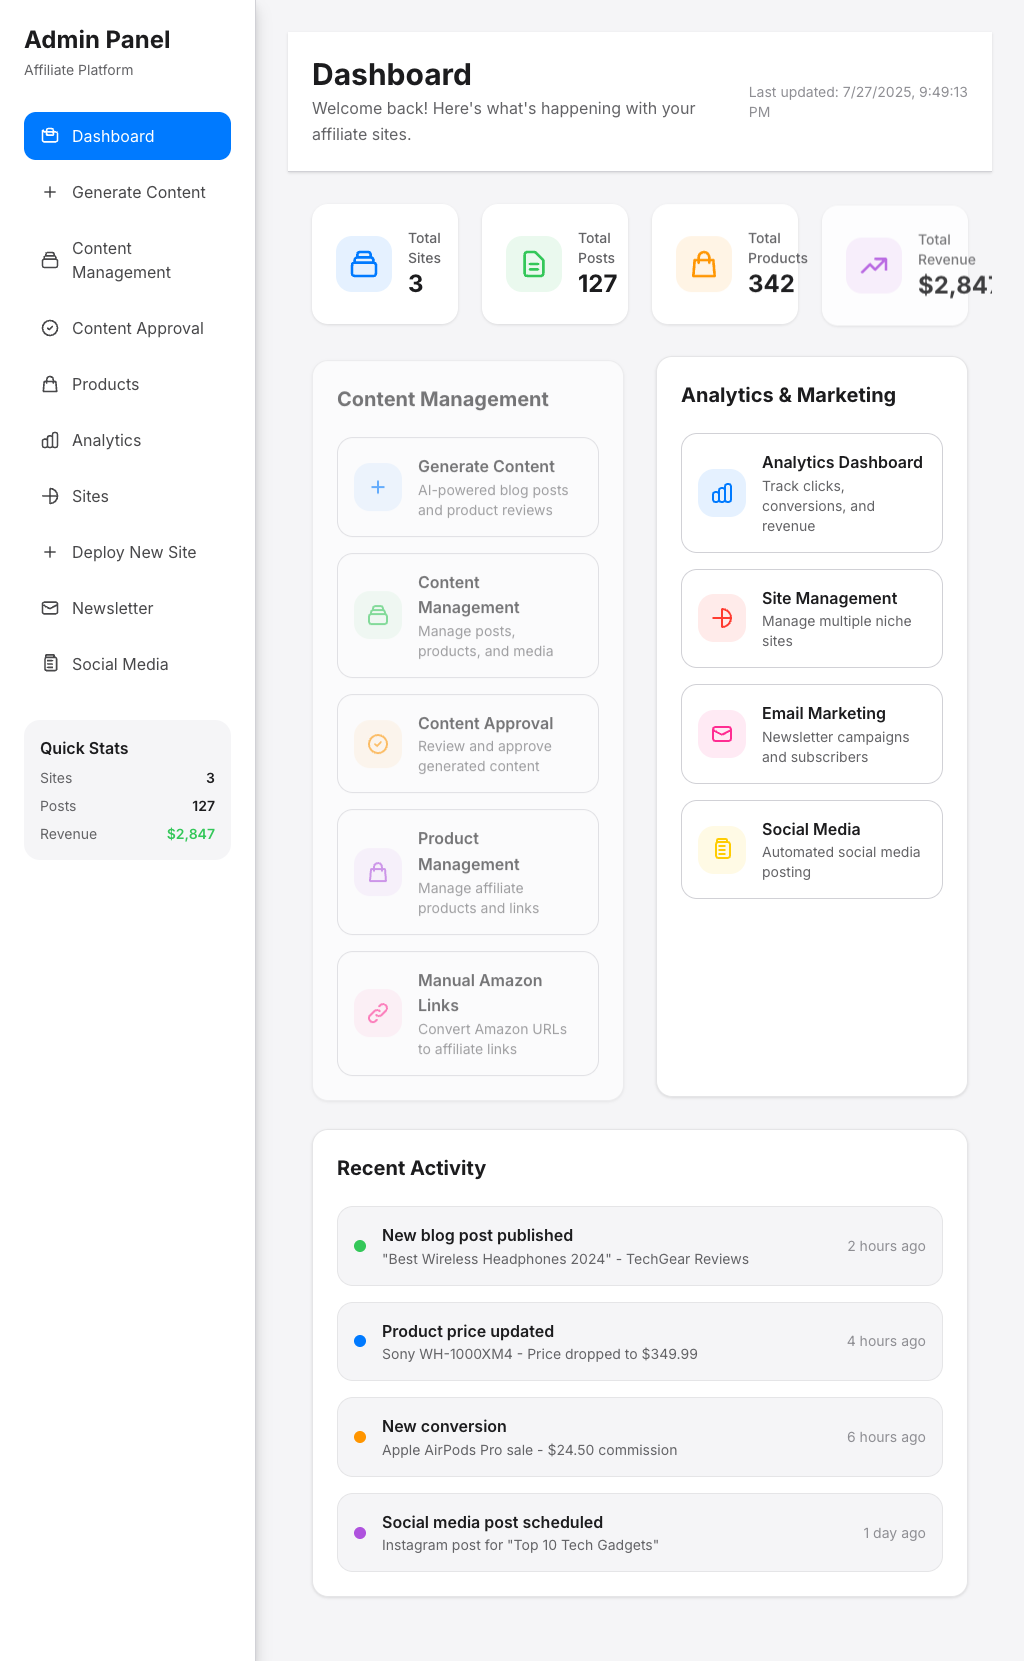 Admin Panel
Affiliate Platform
Dashboard
Generate Content
Content
Management
Content Approval
Products
Analytics
Sites
Deploy New Site
Newsletter
Social Media
Quick Stats
Sites 3
Posts 127
Revenue $2,847
Dashboard
Welcome back! Here's what's happening with your
affiliate sites.
Last updated: 7/27/2025, 9:49:13
PM
Total
Sites
3
Total
Posts
127
Total
Products
342
Total
Revenue
$2,847
Content Management
Generate Content
AI-powered blog posts
and product reviews
Content
Management
Manage posts,
products, and media
Content Approval
Review and approve
generated content
Product
Management
Manage affiliate
products and links
Manual Amazon
Links
Convert Amazon URLs
to affiliate links
Analytics & Marketing
Analytics Dashboard
Track clicks,
conversions, and
revenue
Site Management
Manage multiple niche
sites
Email Marketing
Newsletter campaigns
and subscribers
Social Media
Automated social media
posting
Recent Activity
New blog post published
"Best Wireless Headphones 2024" - TechGear Reviews
2 hours ago
Product price updated
Sony WH-1000XM4 - Price dropped to $349.99
4 hours ago
New conversion
Apple AirPods Pro sale - $24.50 commission
6 hours ago
Social media post scheduled
Instagram post for "Top 10 Tech Gadgets"
1 day ago